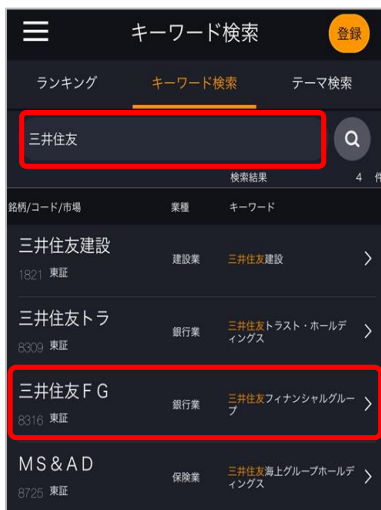 キーワード検索
登録
ランキング
キーワード検索
テーマ検索
三井住友
検索結果 4 件
銘柄/コード/市場 業種 キーワード
三井住友建設
1821 東証
建設業
三井住友建設
三井住友トラ
8309 東証
銀行業
三井住友トラスト・ホールデ
ィングス
三井住友ＦＧ
8316 東証
銀行業
三井住友フィナンシャルグルー
プ
ＭＳ＆ＡＤ
8725 東証
保険業
三井住友海上グループホールデ
ィングス